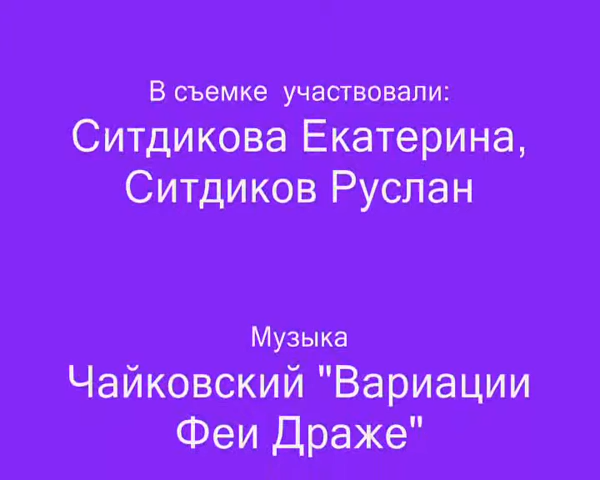 В съемке участвовали:
Ситдикова Екатерина,
Ситдиков Руслан
Музыка
Чайковский "Вариации
Феи Драже"